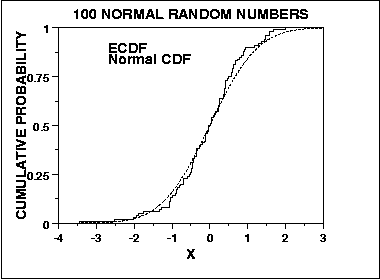 100 NORMAL RANDOM NUMBERS
ECDF
Normal CDF
CUMULATIVE PROBABILITY
1
0.75
0.5
0.25
0
-4 -3 -2 -1 0 1 2 3
X